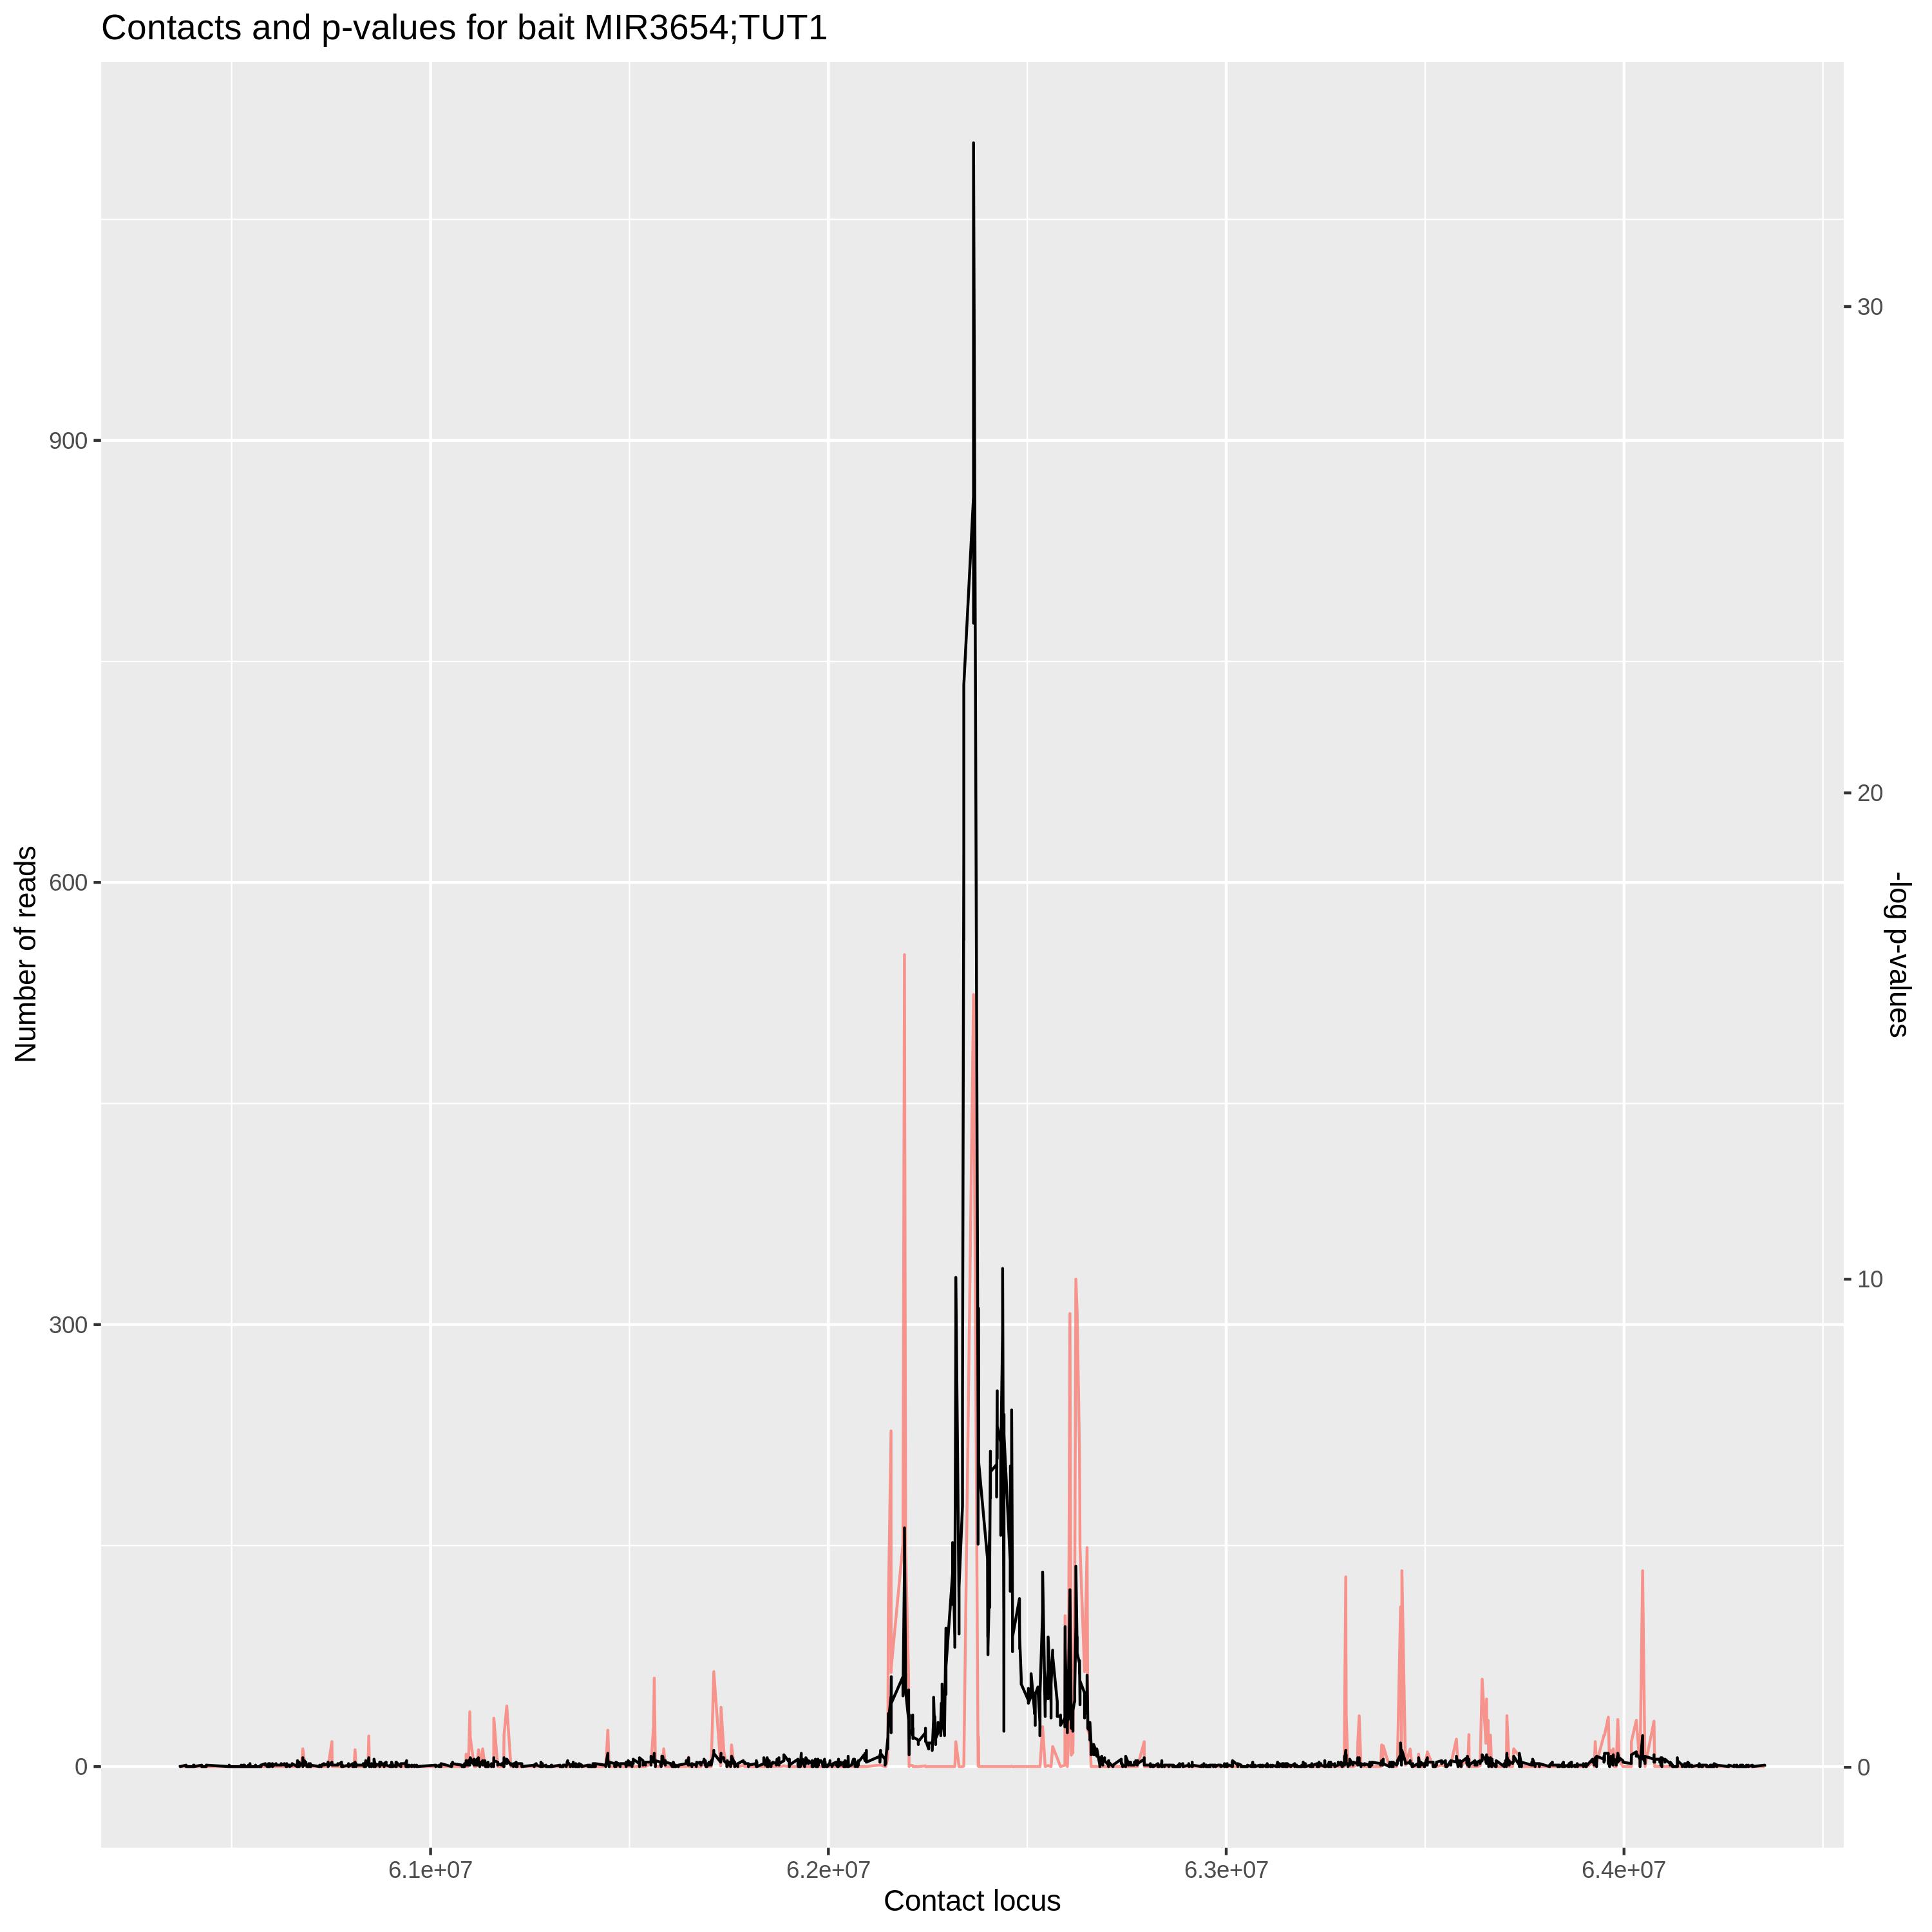 Contacts and p-values for bait MIR3654;TUT1
30
900
20
600
Number of reads
-log p-values
10
300
0
0
6.1e+07
6.2e+07
6.3e+07
6.4e+07
Contact locus